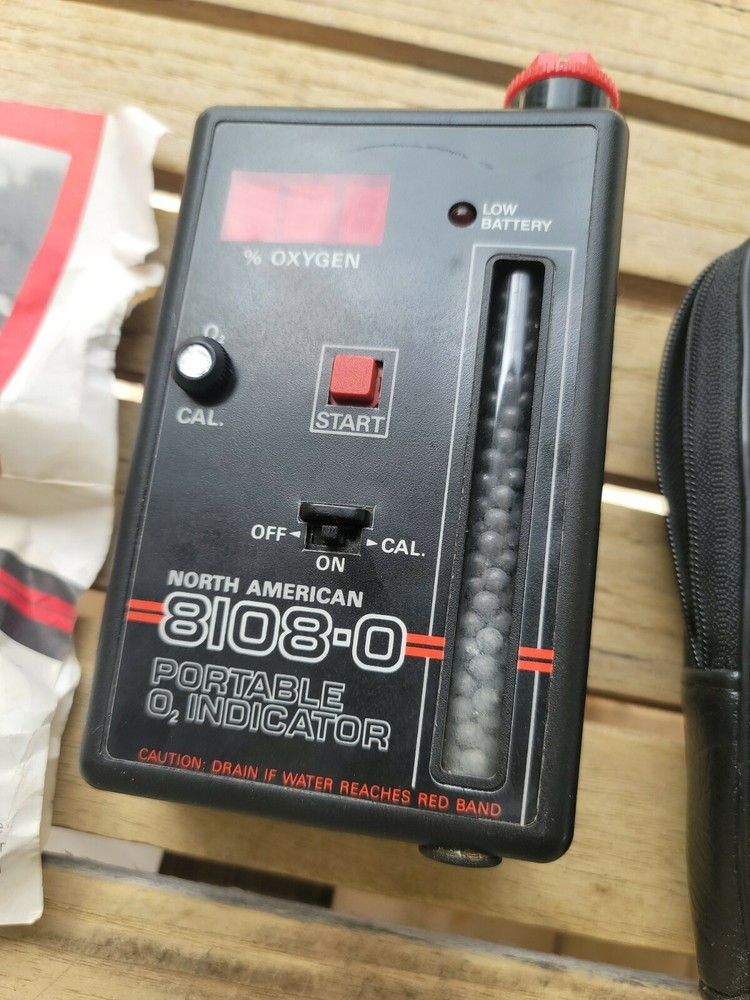 LOW
BATTERY
% OXYGEN
O₂
CAL.
START
OFF
CAL.
ON
NORTH AMERICAN
8108-0
PORTABLE
O₂ INDICATOR
CAUTION: DRAIN IF WATER REACHES RED BAND